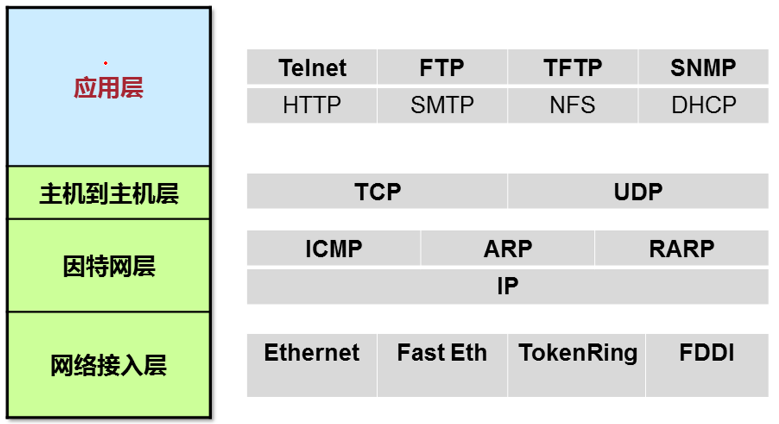 应用层
Telnet FTP TFTP SNMP
HTTP SMTP NFS DHCP
主机到主机层
TCP UDP
因特网层
ICMP ARP RARP
IP
网络接入层
Ethernet Fast Eth TokenRing FDDI